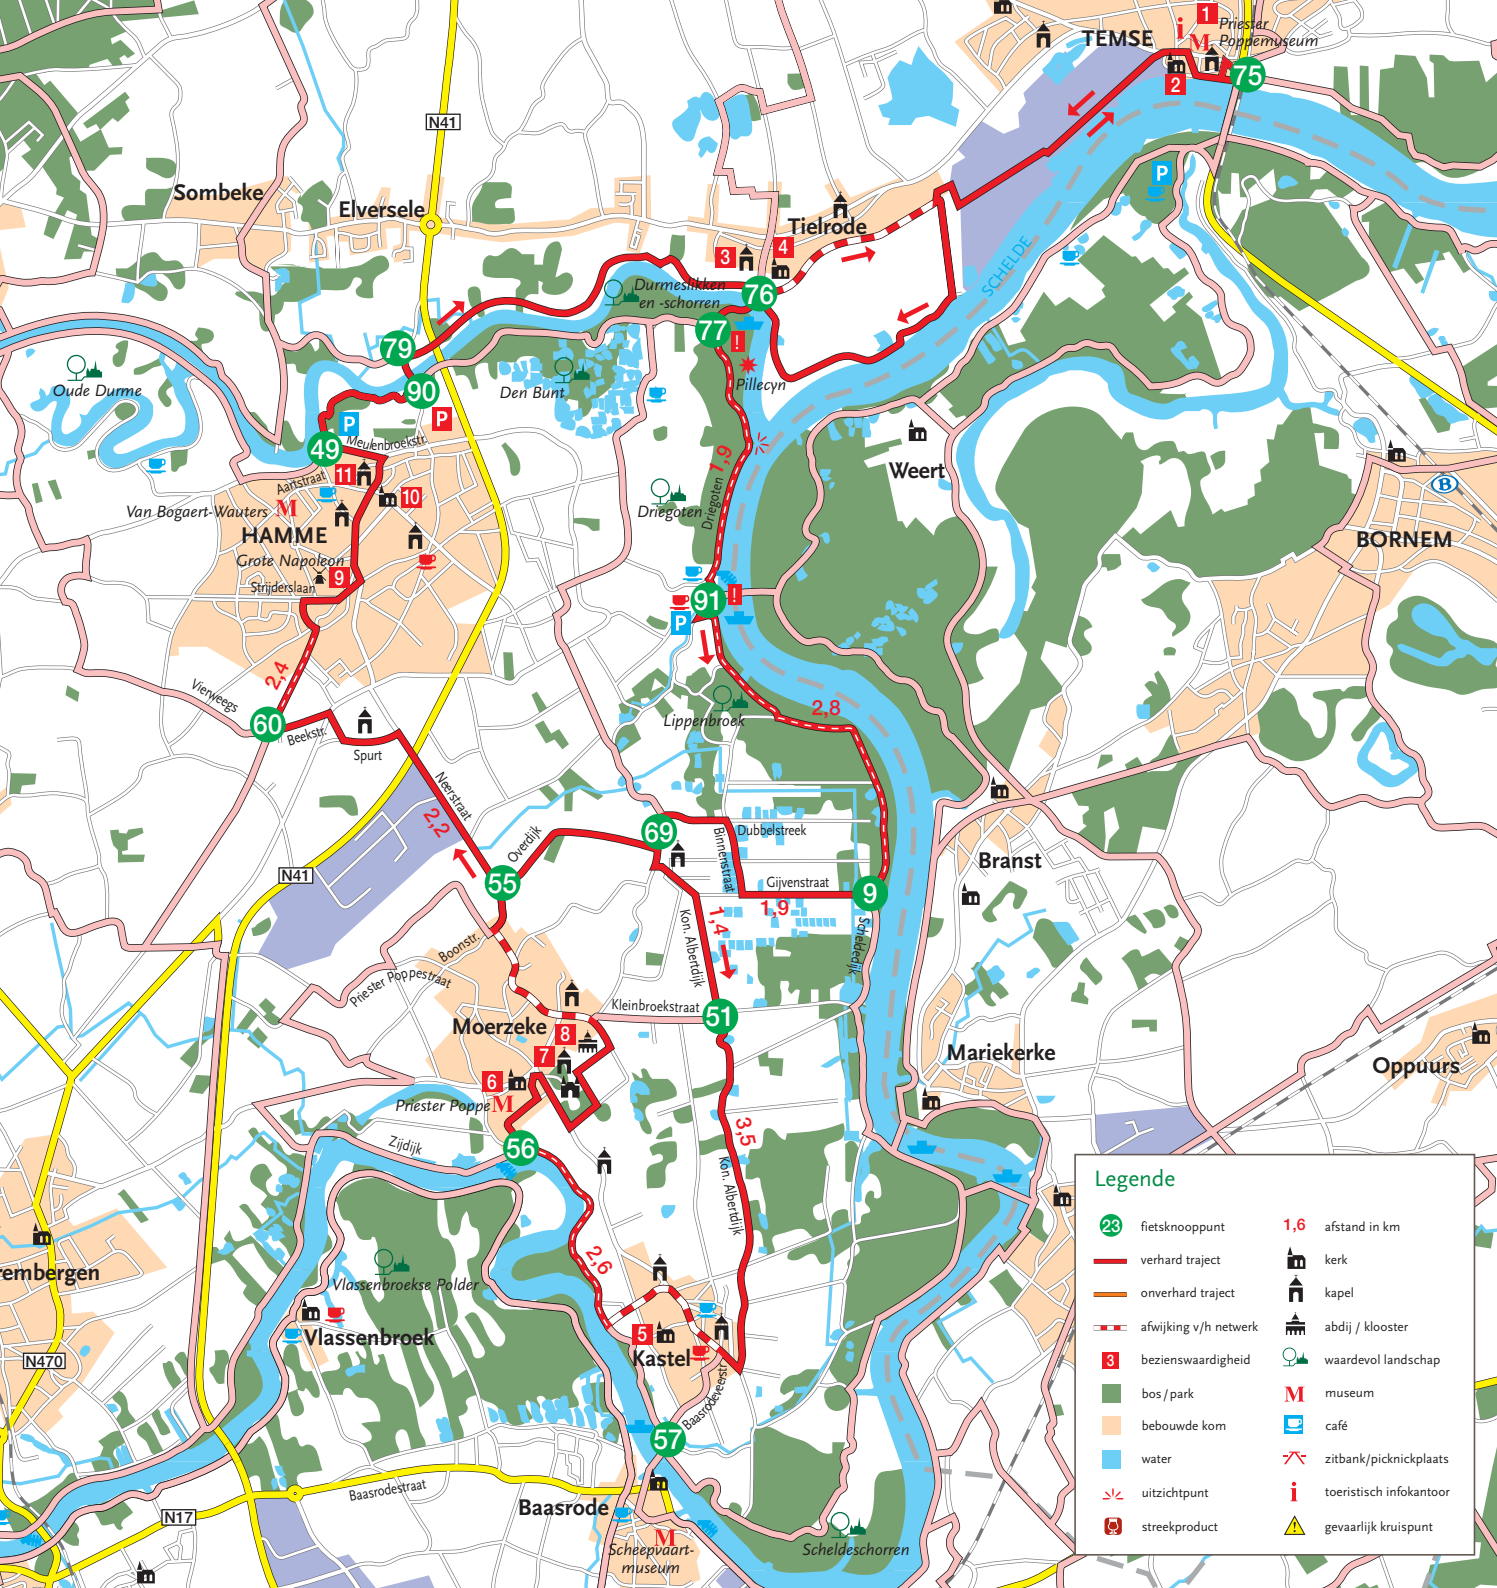 1
Priester
Poppemuseum
i
M
TEMSE
2
75
N41
Sombeke
Elversele
Tielrode
P
SCHELDE
3
4
Durmeslikken
en -schorren
76
77
!
Pillecyn
79
90
P
P
Oude Durme
Den Bunt
49
Meulenbroekstr.
11
10
Aartstraat
Van Bogaert-Wauters
M
HAMME
Grote Napoleon
9
Strijderslaan
Weert
B
BORNEM
Driegoten
Driegoten
1,9
91
!
P
2,4
Vierweegs
60
Beekstr.
Spurt
Lippenbroek
2,8
Neerstraat
2,2
Overdijk
69
Binnenstraat
Dubbelstreek
55
N41
Gijvenstraat
9
1,9
Branst
Kon. Albertdijk
1,4
Scheldedijk
Boonstr.
Priester Poppestraat
Kleinbroekstraat
51
Moerzeke
8
7
6
Priester Poppe
M
Mariekerke
Oppuurs
3,5
Zijdijk
56
Kon. Albertdijk
2,6
Vlassenbroekse Polder
rembergen
Vlassenbroek
5
Kastel
N470
Baasrodeveerstr.
57
Baasrodestraat
N17
Baasrode
M
Scheepvaart-
museum
Scheldeschorren
Legende
23 fietsknooppunt
verhard traject
onverhard traject
afwijking v/h netwerk
3 bezienswaardigheid
bos / park
bebouwde kom
water
uitzichtpunt
streekproduct
1,6 afstand in km
kerk
kapel
abdij / klooster
waardevol landschap
M museum
café
zitbank/picknickplaats
i toeristisch infokantoor
! gevaarlijk kruispunt